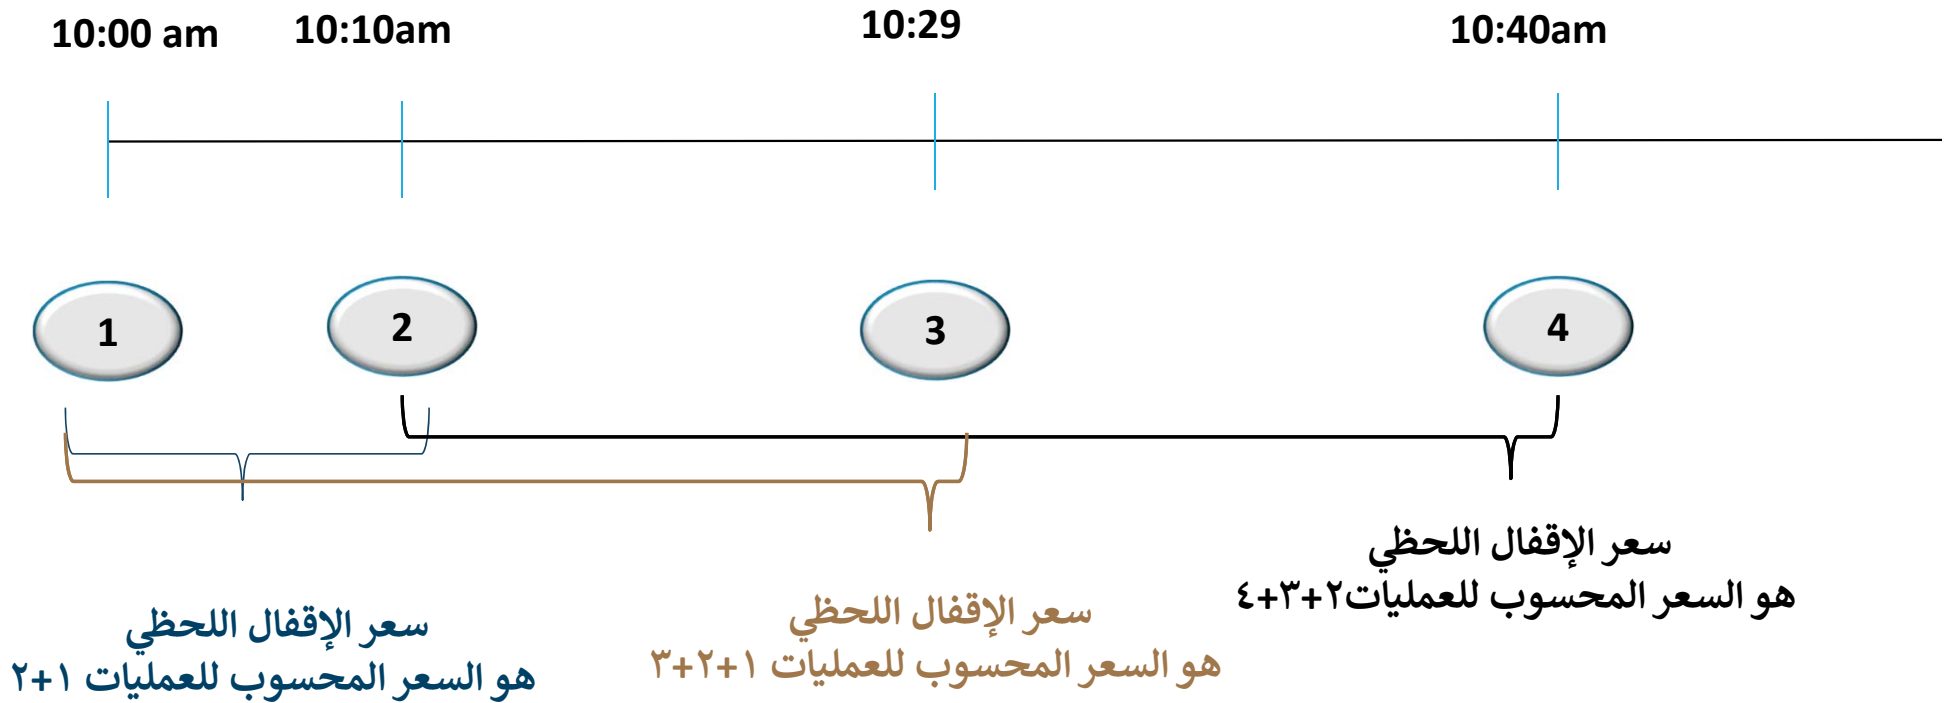 10:00 am
10:10am
10:29
10:40am
1
2
3
4
سعر الإقفال اللحظي
هو السعر المحسوب للعمليات٢+٣+٤
سعر الإقفال اللحظي
هو السعر المحسوب للعمليات ١+٢+٣
سعر الإقفال اللحظي
هو السعر المحسوب للعمليات ١+٢